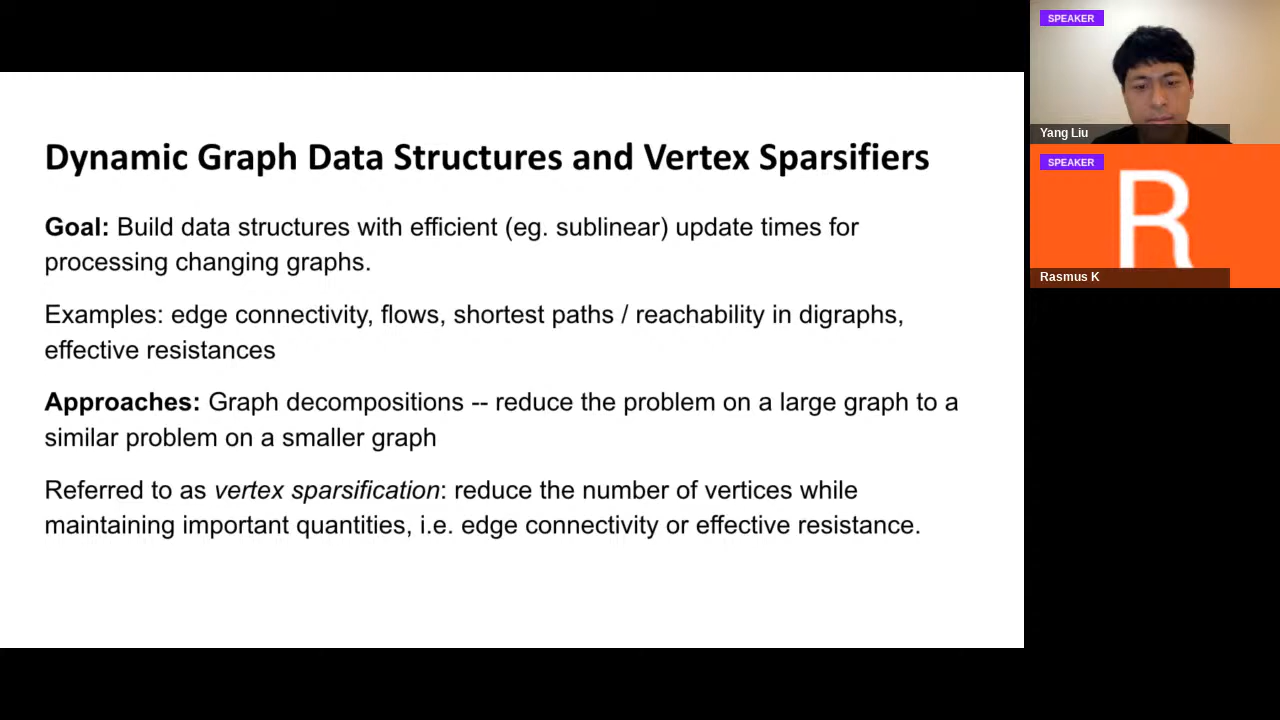 Dynamic Graph Data Structures and Vertex Sparsifiers
Goal: Build data structures with efficient (eg. sublinear) update times for
processing changing graphs.
Examples: edge connectivity, flows, shortest paths / reachability in digraphs,
effective resistances
Approaches: Graph decompositions -- reduce the problem on a large graph to a
similar problem on a smaller graph
Referred to as vertex sparsification: reduce the number of vertices while
maintaining important quantities, i.e. edge connectivity or effective resistance.
SPEAKER
Yang Liu
SPEAKER
R
Rasmus K